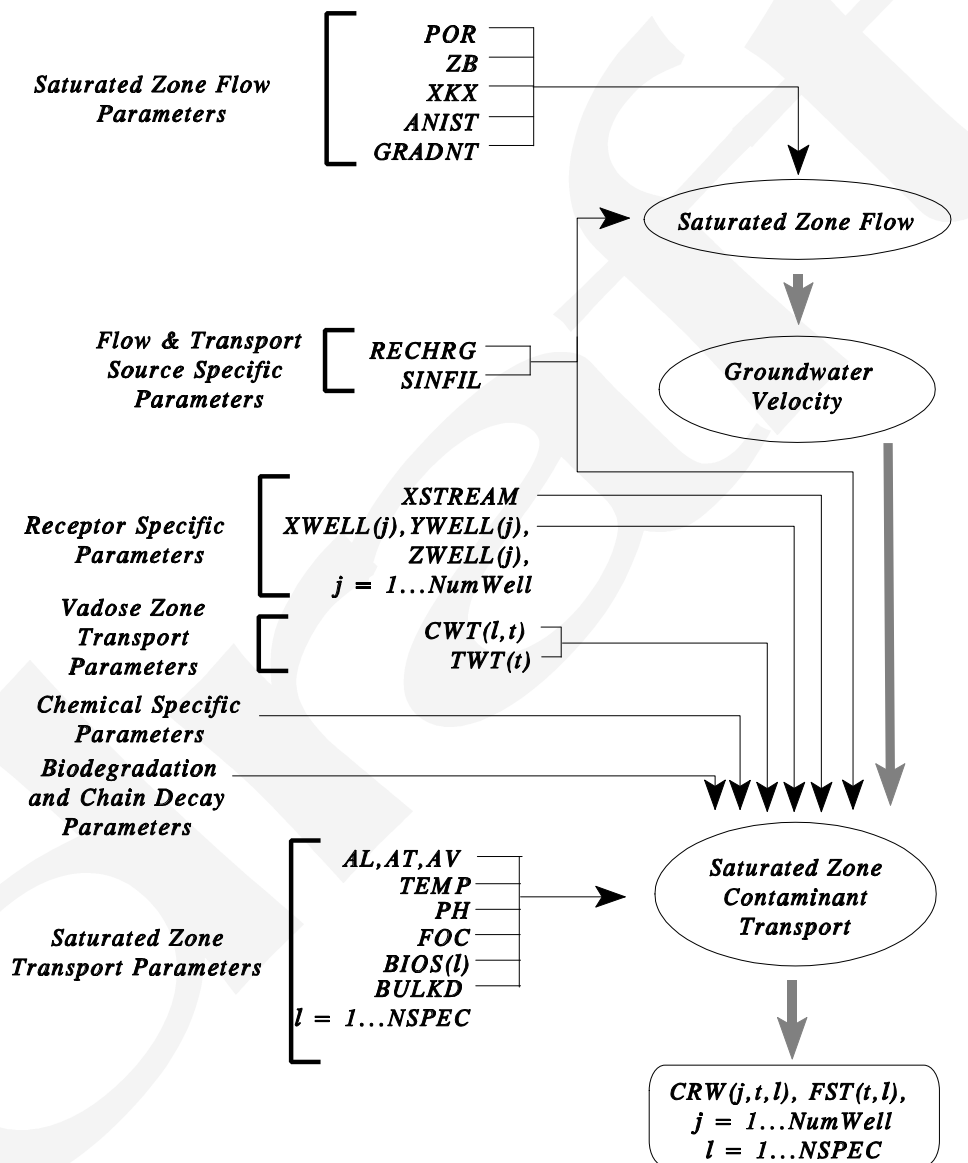 Saturated Zone Flow
Parameters
POR
ZB
XKX
ANIST
GRADNT
Saturated Zone Flow
Flow & Transport
Source Specific
Parameters
RECHRG
SINFIL
Groundwater
Velocity
Receptor Specific
Parameters
XSTREAM
XWELL(j), YWELL(j),
ZWELL(j),
j = 1...NumWell
Vadose Zone
Transport
Parameters
CWT(l,t)
TWT(t)
Chemical Specific
Parameters
Biodegradation
and Chain Decay
Parameters
Saturated Zone
Transport Parameters
AL,AT,AV
TEMP
PH
FOC
BIOS(l)
BULKD
l = 1...NSPEC
Saturated Zone
Contaminant
Transport
CRW(j,t,l), FST(t,l),
j = 1...NumWell
l = 1...NSPEC
Draft